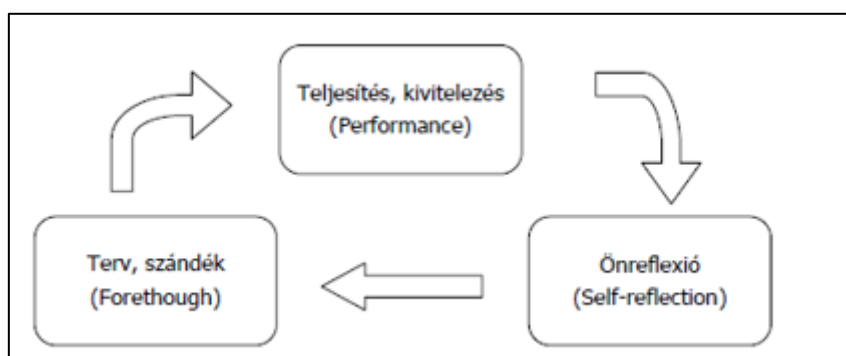 Teljesítés, kivitelezés
(Performance)
Terv, szándék
(Forethough)
Önreflexió
(Self-reflection)